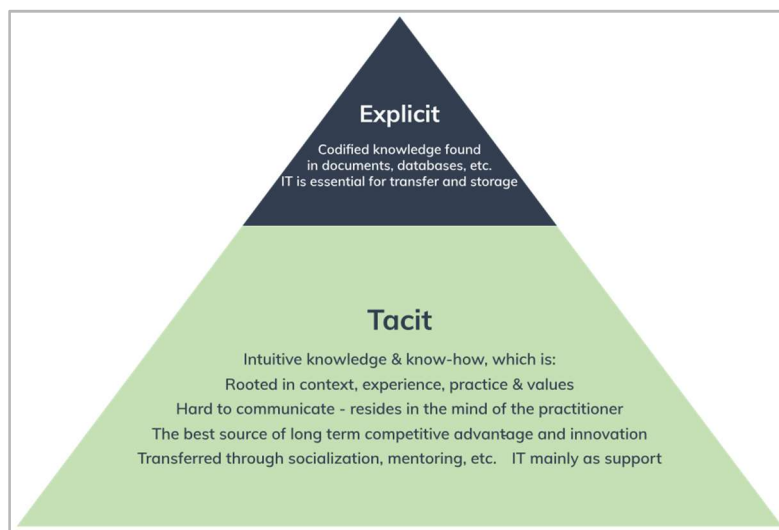 Explicit
Codified knowledge found
in documents, databases, etc.
IT is essential for transfer and storage
Tacit
Intuitive knowledge & know-how, which is:
Rooted in context, experience, practice & values
Hard to communicate - resides in the mind of the practitioner
The best source of long term competitive advantage and innovation
Transferred through socialization, mentoring, etc. IT mainly as support